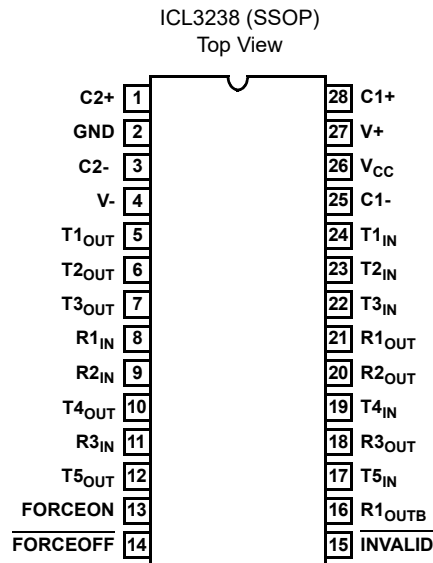 ICL3238 (SSOP)
Top View
C2+ 1 28 C1+
GND 2 27 V+
C2- 3 26 VCC
V- 4 25 C1-
T1OUT 5 24 T1IN
T2OUT 6 23 T2IN
T3OUT 7 22 T3IN
R1IN 8 21 R1OUT
R2IN 9 20 R2OUT
T4OUT 10 19 T4IN
R3IN 11 18 R3OUT
T5OUT 12 17 T5IN
FORCEON 13 16 R1OUTB
FORCEOFF 14 15 INVALID